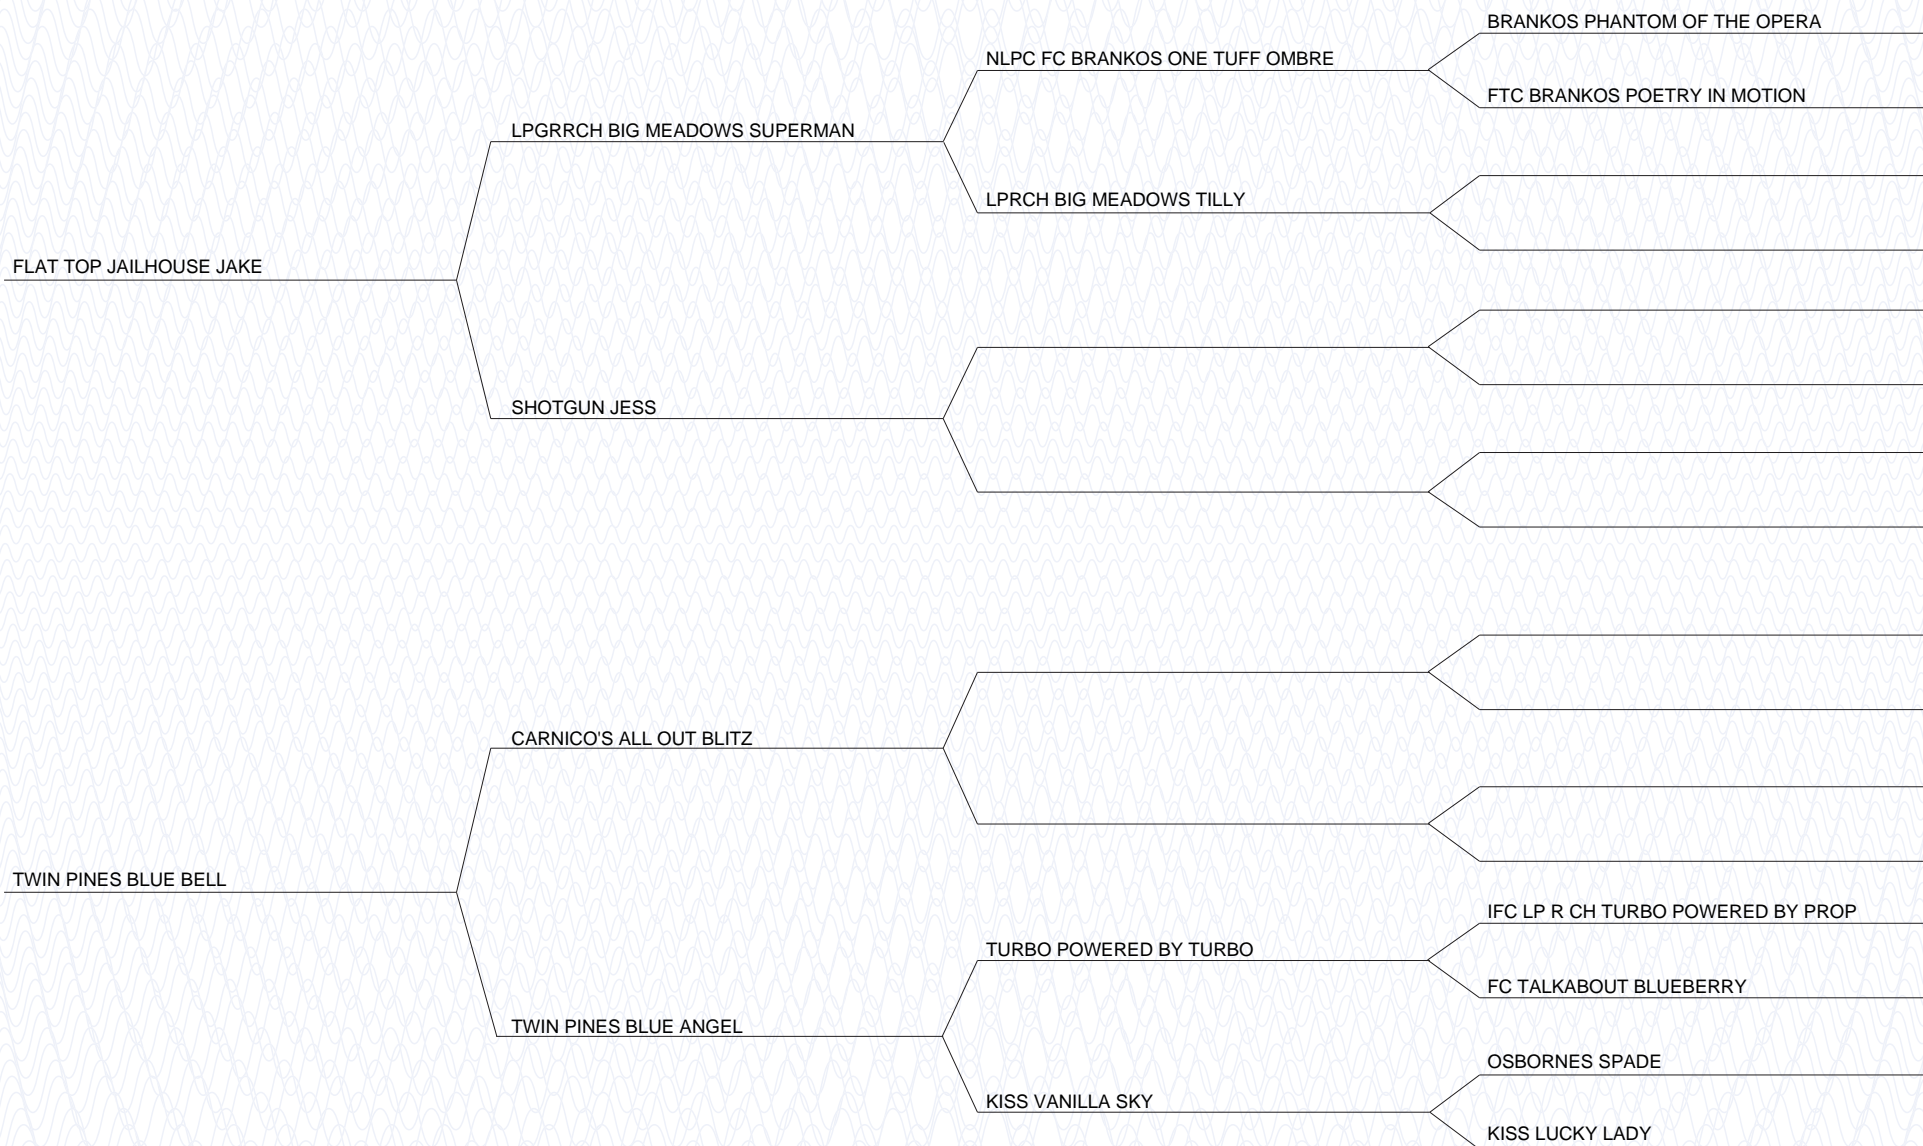 BRANKOS PHANTOM OF THE OPERA
NLPC FC BRANKOS ONE TUFF OMBRE
FTC BRANKOS POETRY IN MOTION
LPGRRCH BIG MEADOWS SUPERMAN
LPRCH BIG MEADOWS TILLY
FLAT TOP JAILHOUSE JAKE
SHOTGUN JESS
CARNICO'S ALL OUT BLITZ
TWIN PINES BLUE BELL
IFC LP R CH TURBO POWERED BY PROP
TURBO POWERED BY TURBO
FC TALKABOUT BLUEBERRY
TWIN PINES BLUE ANGEL
OSBORNES SPADE
KISS VANILLA SKY
KISS LUCKY LADY